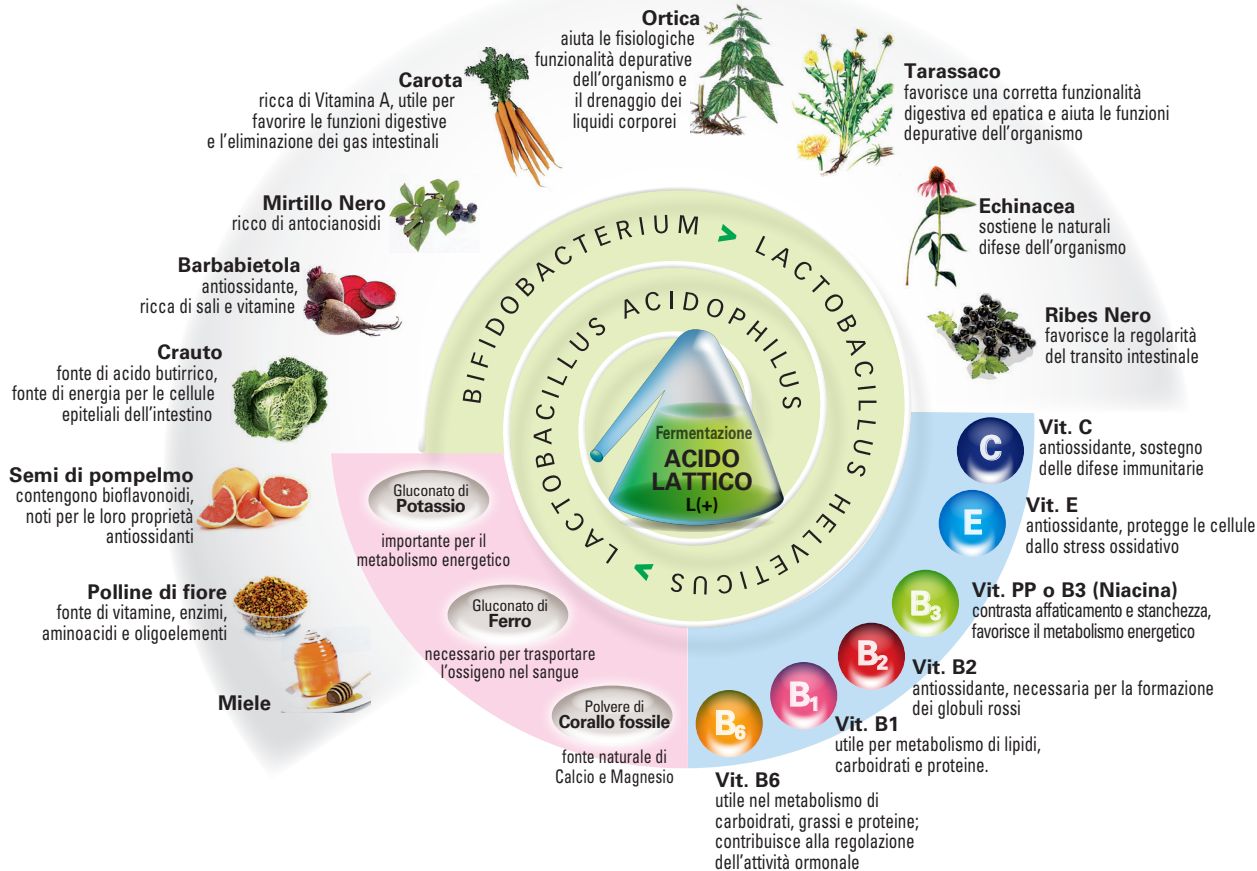 Ortica
aiuta le fisiologiche
funzionalità depurative
dell'organismo e
il drenaggio dei
liquidi corporei
Tarassaco
favorisce una corretta funzionalità
digestiva ed epatica e aiuta le funzioni
depurative dell'organismo
Carota
ricca di Vitamina A, utile per
favorire le funzioni digestive
e l'eliminazione dei gas intestinali
Echinacea
sostiene le naturali
difese dell'organismo
Mirtillo Nero
ricco di antocianosidi
Barbabietola
antiossidante,
ricca di sali e vitamine
Ribes Nero
favorisce la regolarità
del transito intestinale
Crauto
fonte di acido butirrico,
fonte di energia per le cellule
epiteliali dell'intestino
Semi di pompelmo
contengono bioflavonoidi,
noti per le loro proprietà
antiossidanti
Polline di fiore
fonte di vitamine, enzimi,
aminoacidi e oligoelementi
Miele
BIFIDOBACTERIUM > LACTOBACILLUS HELVETICUS > LACTOBACILLUS ACIDOPHILUS
Fermentazione
ACIDO
LATTICO
L(+)
Gluconato di
Potassio
importante per il
metabolismo energetico
Gluconato di
Ferro
necessario per trasportare
l'ossigeno nel sangue
Polvere di
Corallo fossile
fonte naturale di
Calcio e Magnesio
C
Vit. C
antiossidante, sostegno
delle difese immunitarie
E
Vit. E
antiossidante, protegge le cellule
dallo stress ossidativo
B3
Vit. PP o B3 (Niacina)
contrasta affaticamento e stanchezza,
favorisce il metabolismo energetico
B2
Vit. B2
antiossidante, necessaria per la formazione
dei globuli rossi
B1
Vit. B1
utile per metabolismo di lipidi,
carboidrati e proteine.
B6
Vit. B6
utile nel metabolismo di
carboidrati, grassi e proteine;
contribuisce alla regolazione
dell'attività ormonale